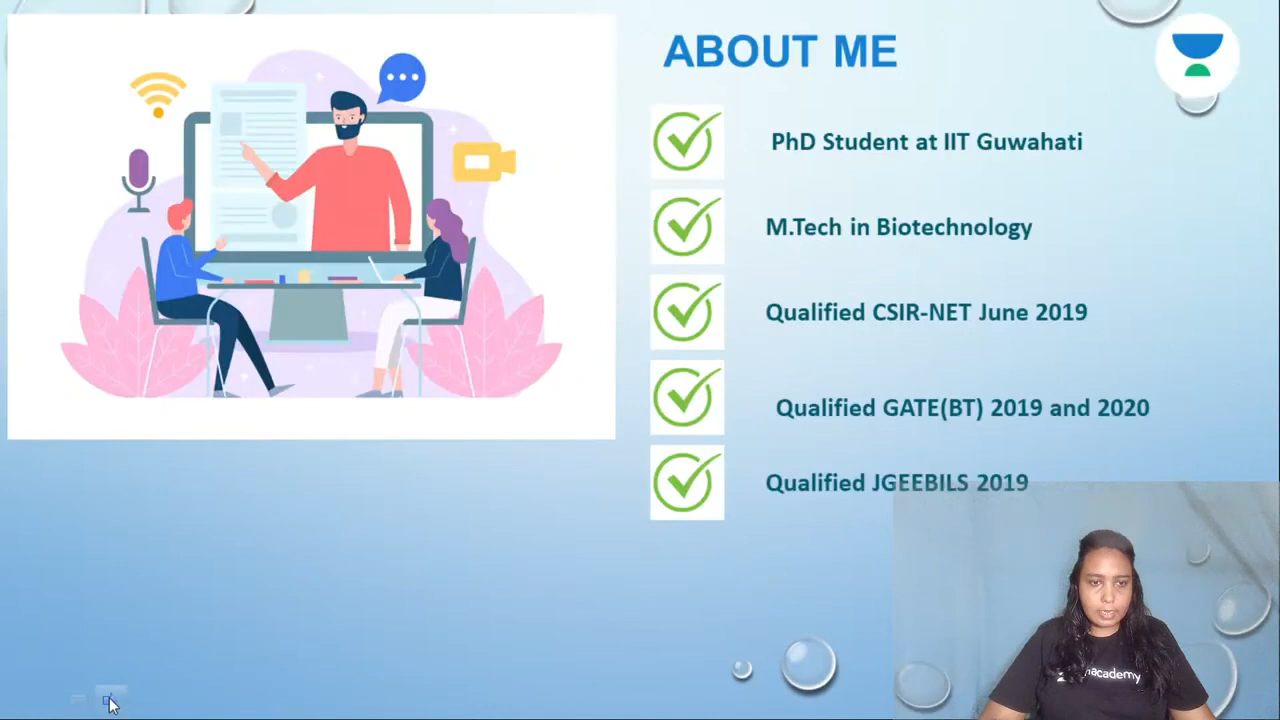 ABOUT ME
PhD Student at IIT Guwahati
M.Tech in Biotechnology
Qualified CSIR-NET June 2019
Qualified GATE(BT) 2019 and 2020
Qualified JGEEBILS 2019